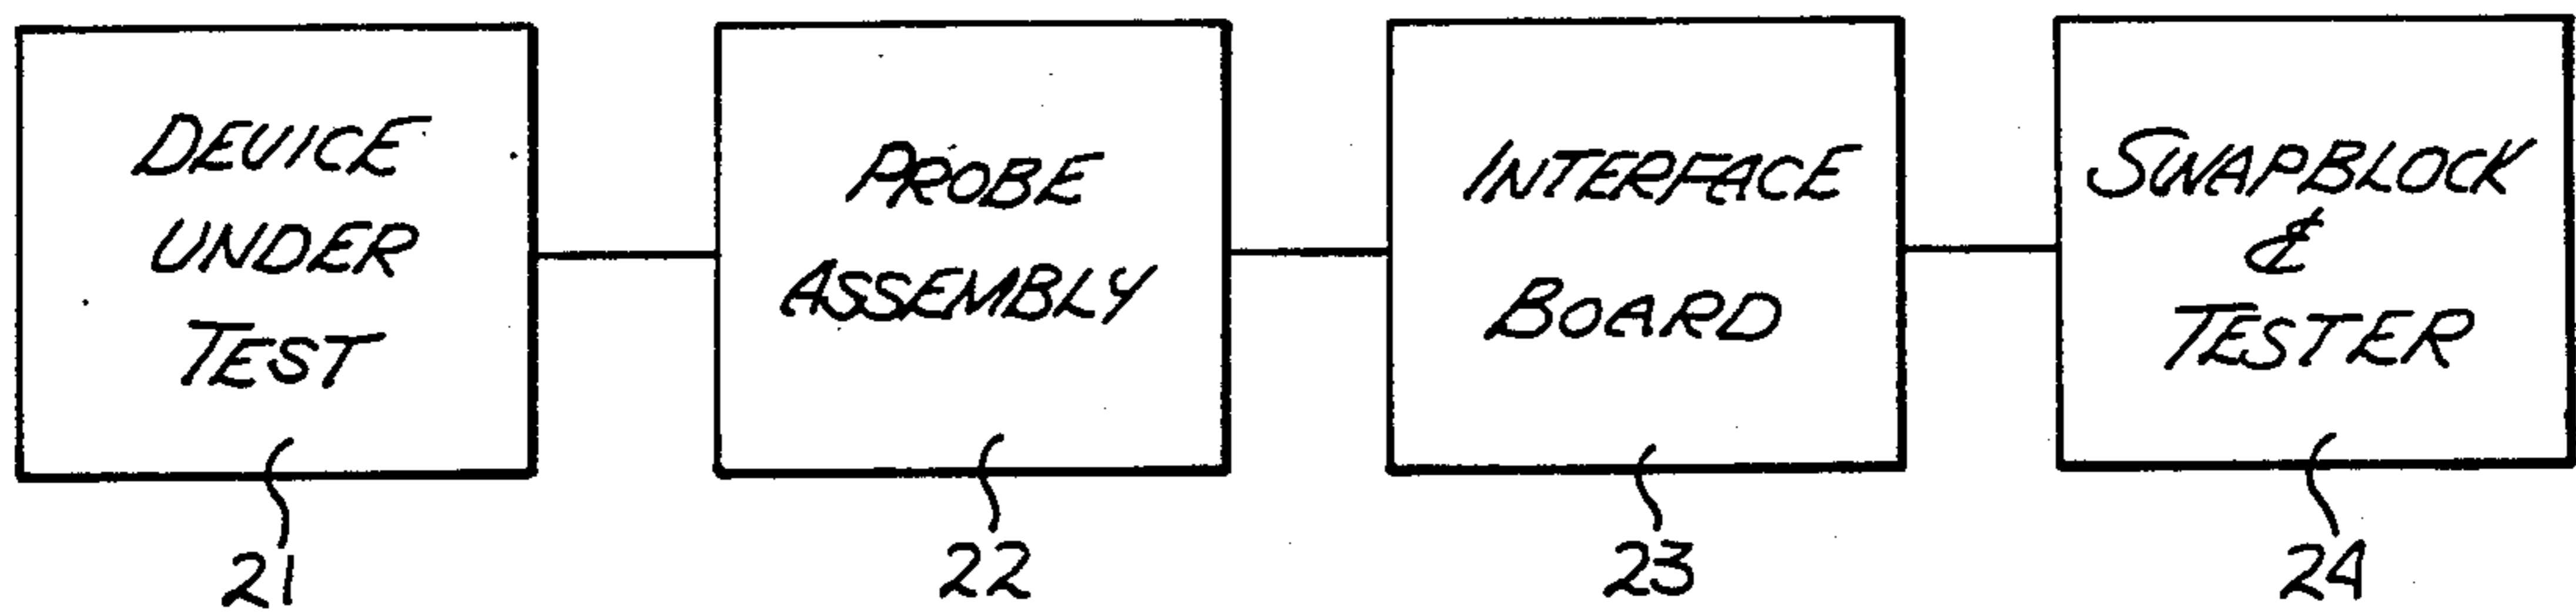 DEVICE
UNDER
TEST
21
PROBE
ASSEMBLY
22
INTERFACE
BOARD
23
SWAPBLOCK
&
TESTER
24